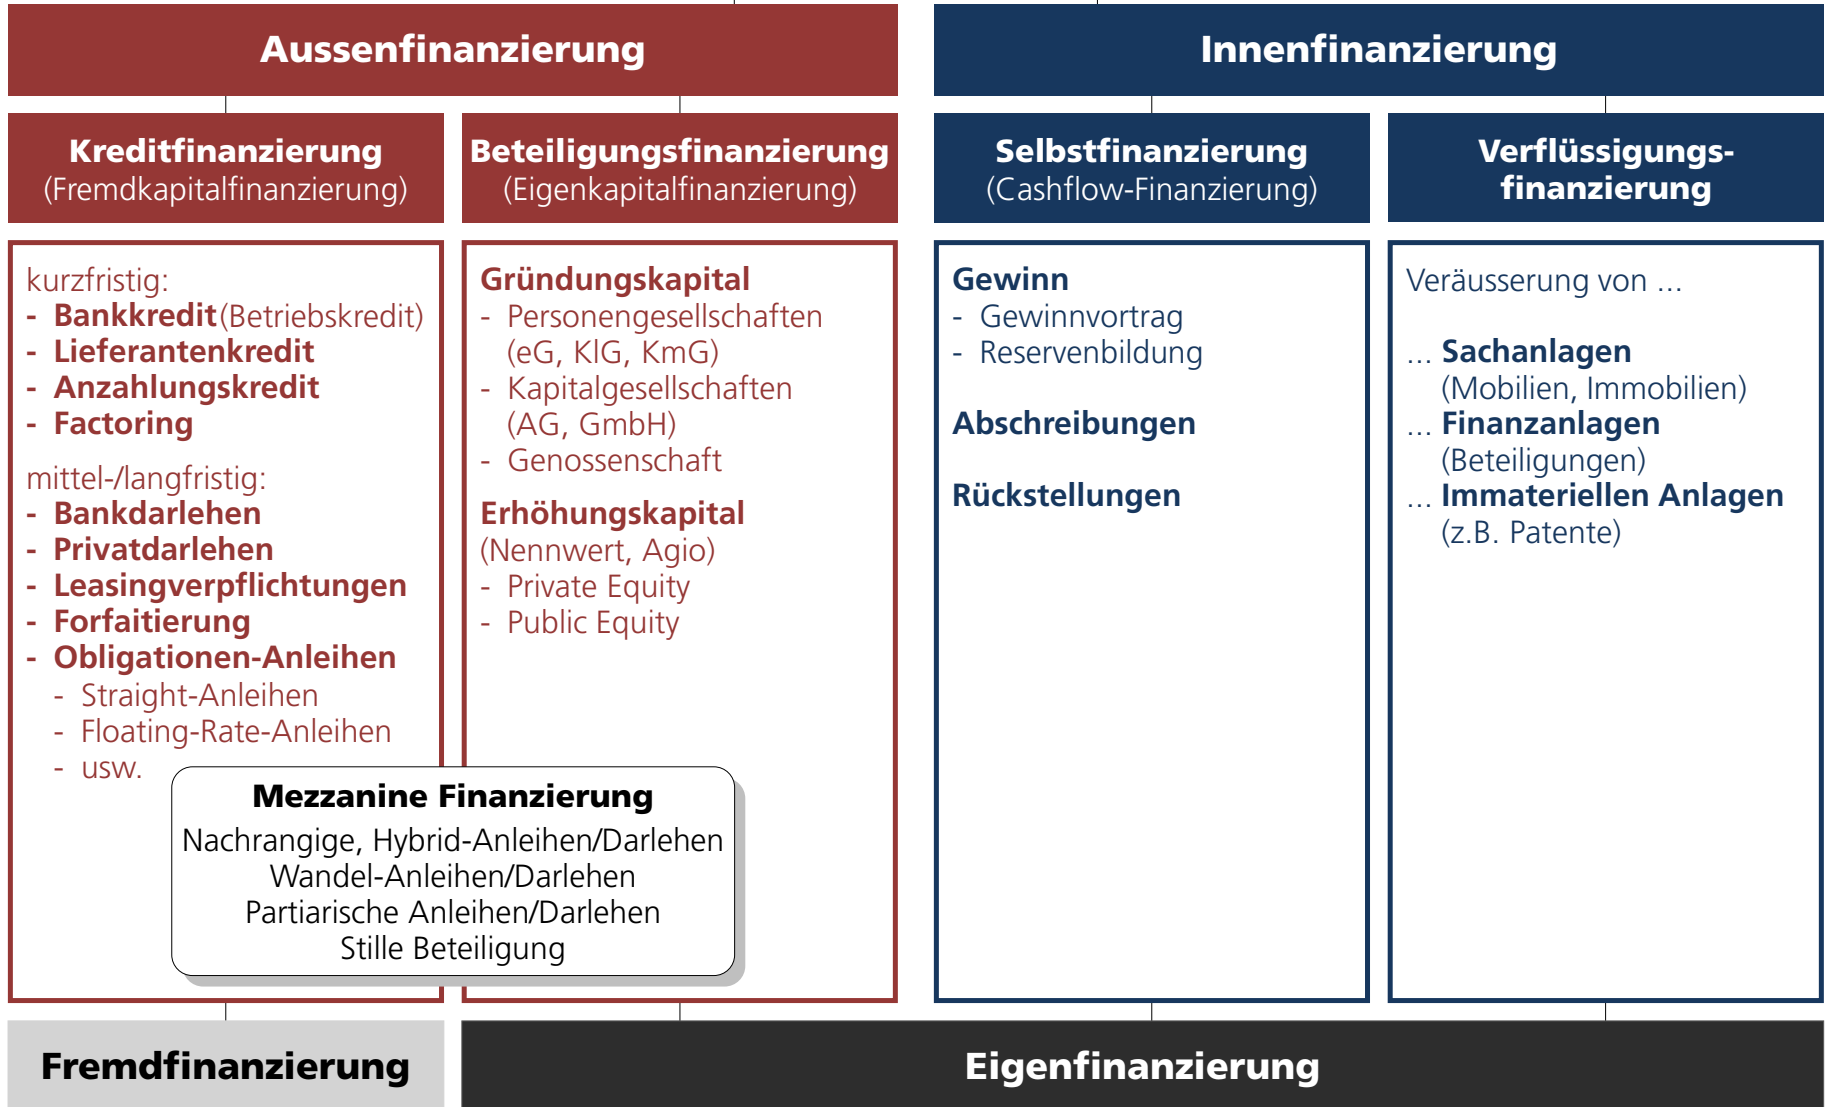 Aussenfinanzierung
Innenfinanzierung
Kreditfinanzierung
(Fremdkapitalfinanzierung)
Beteiligungsfinanzierung
(Eigenkapitalfinanzierung)
Selbstfinanzierung
(Cashflow-Finanzierung)
Verflüssigungs-
finanzierung
kurzfristig:
- Bankkredit (Betriebskredit)
- Lieferantenkredit
- Anzahlungskredit
- Factoring
mittel-/langfristig:
- Bankdarlehen
- Privatdarlehen
- Leasingverpflichtungen
- Forfaitierung
- Obligationen-Anleihen
- Straight-Anleihen
- Floating-Rate-Anleihen
- usw.
Gründungskapital
- Personengesellschaften
(eG, KlG, KmG)
- Kapitalgesellschaften
(AG, GmbH)
- Genossenschaft
Erhöhungskapital
(Nennwert, Agio)
- Private Equity
- Public Equity
Mezzanine Finanzierung
Nachrangige, Hybrid-Anleihen/Darlehen
Wandel-Anleihen/Darlehen
Partiarische Anleihen/Darlehen
Stille Beteiligung
Gewinn
- Gewinnvortrag
- Reservenbildung
Abschreibungen
Rückstellungen
Veräusserung von ...
... Sachanlagen
(Mobilien, Immobilien)
... Finanzanlagen
(Beteiligungen)
... Immateriellen Anlagen
(z.B. Patente)
Fremdfinanzierung
Eigenfinanzierung